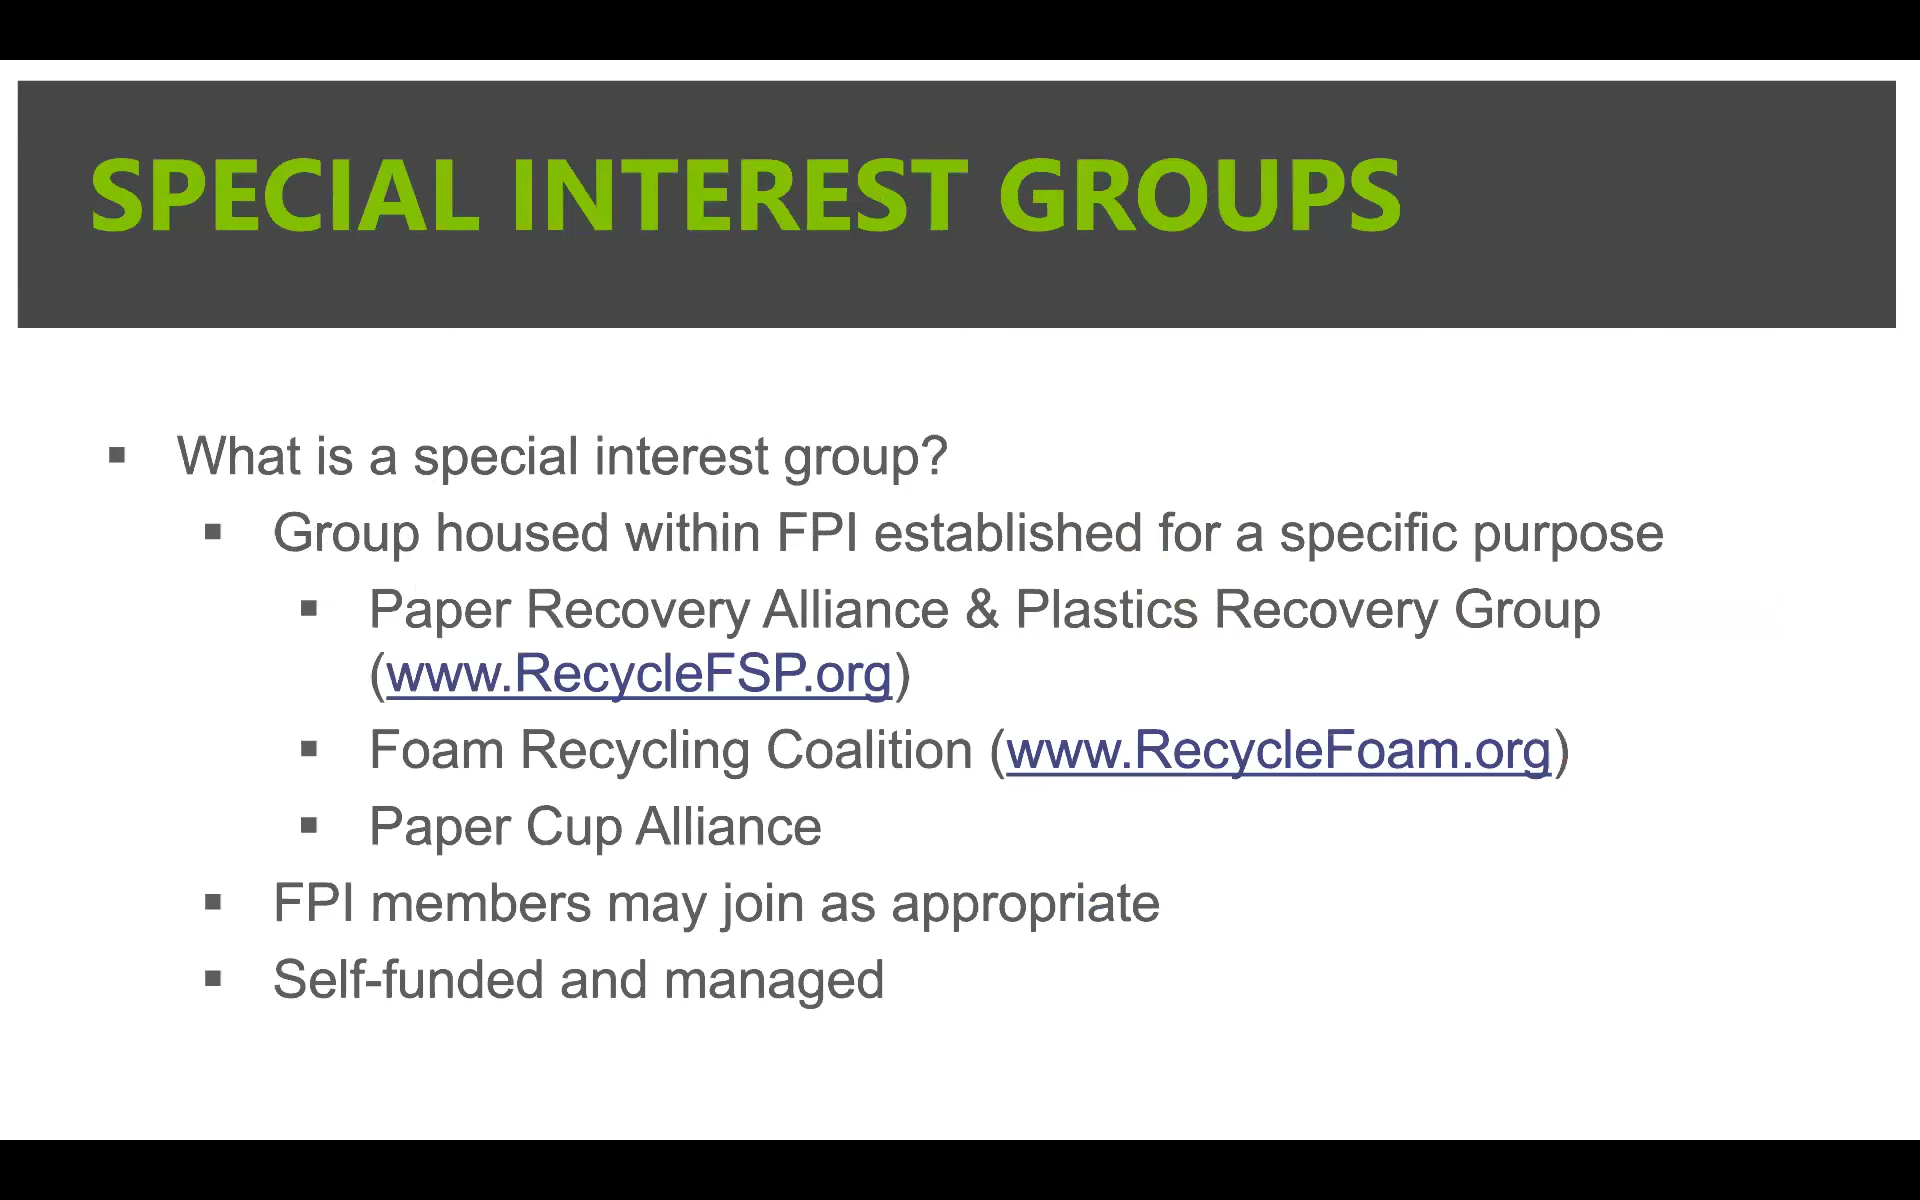 SPECIAL INTEREST GROUPS
▪ What is a special interest group?
▪ Group housed within FPI established for a specific purpose
▪ Paper Recovery Alliance & Plastics Recovery Group
(www.RecycleFSP.org)
▪ Foam Recycling Coalition (www.RecycleFoam.org)
▪ Paper Cup Alliance
▪ FPI members may join as appropriate
▪ Self-funded and managed